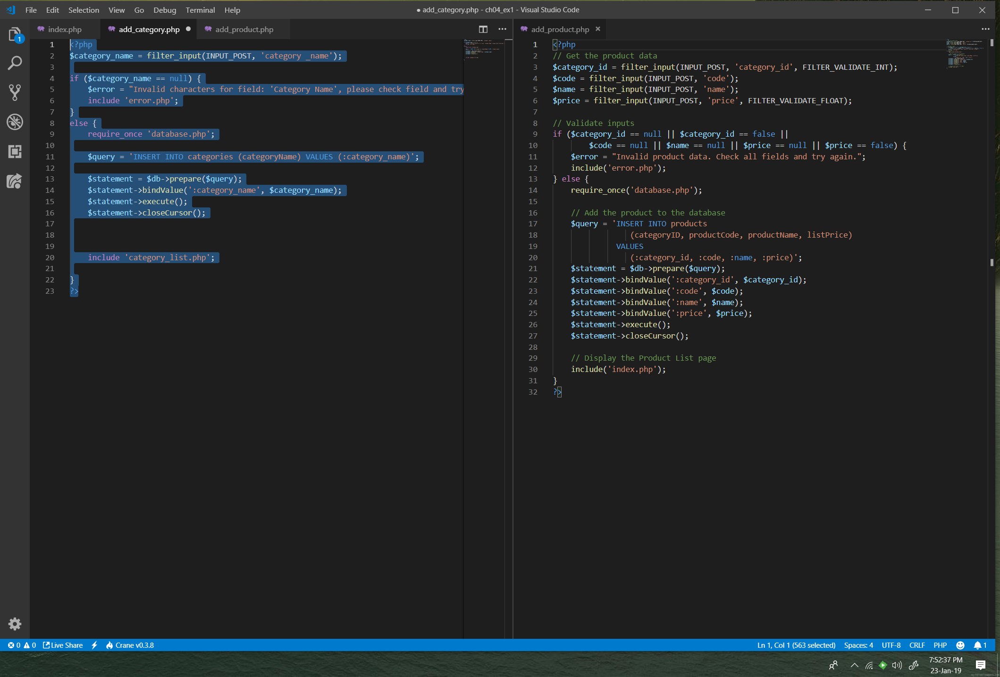 File Edit Selection View Go Debug Terminal Help
● add_category.php - ch04_ex1 - Visual Studio Code
index.php add_category.php ● add_product.php
1
1 <?php
2 $category_name = filter_input(INPUT_POST, 'category _name');
3
4 if ($category_name == null) {
5 $error = "Invalid characters for field: 'Category Name', please check field and try
6 include 'error.php';
7 }
8 else {
9 require_once 'database.php';
10
11 $query = 'INSERT INTO categories (categoryName) VALUES (:category_name)';
12
13 $statement = $db->prepare($query);
14 $statement->bindValue(':category_name', $category_name);
15 $statement->execute();
16 $statement->closeCursor();
17
18
19
20 include 'category_list.php';
21
22 }
23 ?>
add_product.php ×
1 <?php
2 // Get the product data
3 $category_id = filter_input(INPUT_POST, 'category_id', FILTER_VALIDATE_INT);
4 $code = filter_input(INPUT_POST, 'code');
5 $name = filter_input(INPUT_POST, 'name');
6 $price = filter_input(INPUT_POST, 'price', FILTER_VALIDATE_FLOAT);
7
8 // Validate inputs
9 if ($category_id == null || $category_id == false ||
10 $code == null || $name == null || $price == null || $price == false) {
11 $error = "Invalid product data. Check all fields and try again.";
12 include('error.php');
13 } else {
14 require_once('database.php');
15
16 // Add the product to the database
17 $query = 'INSERT INTO products
18 (categoryID, productCode, productName, listPrice)
19 VALUES
20 (:category_id, :code, :name, :price)';
21 $statement = $db->prepare($query);
22 $statement->bindValue(':category_id', $category_id);
23 $statement->bindValue(':code', $code);
24 $statement->bindValue(':name', $name);
25 $statement->bindValue(':price', $price);
26 $statement->execute();
27 $statement->closeCursor();
28
29 // Display the Product List page
30 include('index.php');
31 }
32 ?>
0 0 Live Share Crane v0.3.8
Ln 1, Col 1 (563 selected) Spaces: 4 UTF-8 CRLF PHP 1
7:52:37 PM
23-Jan-19